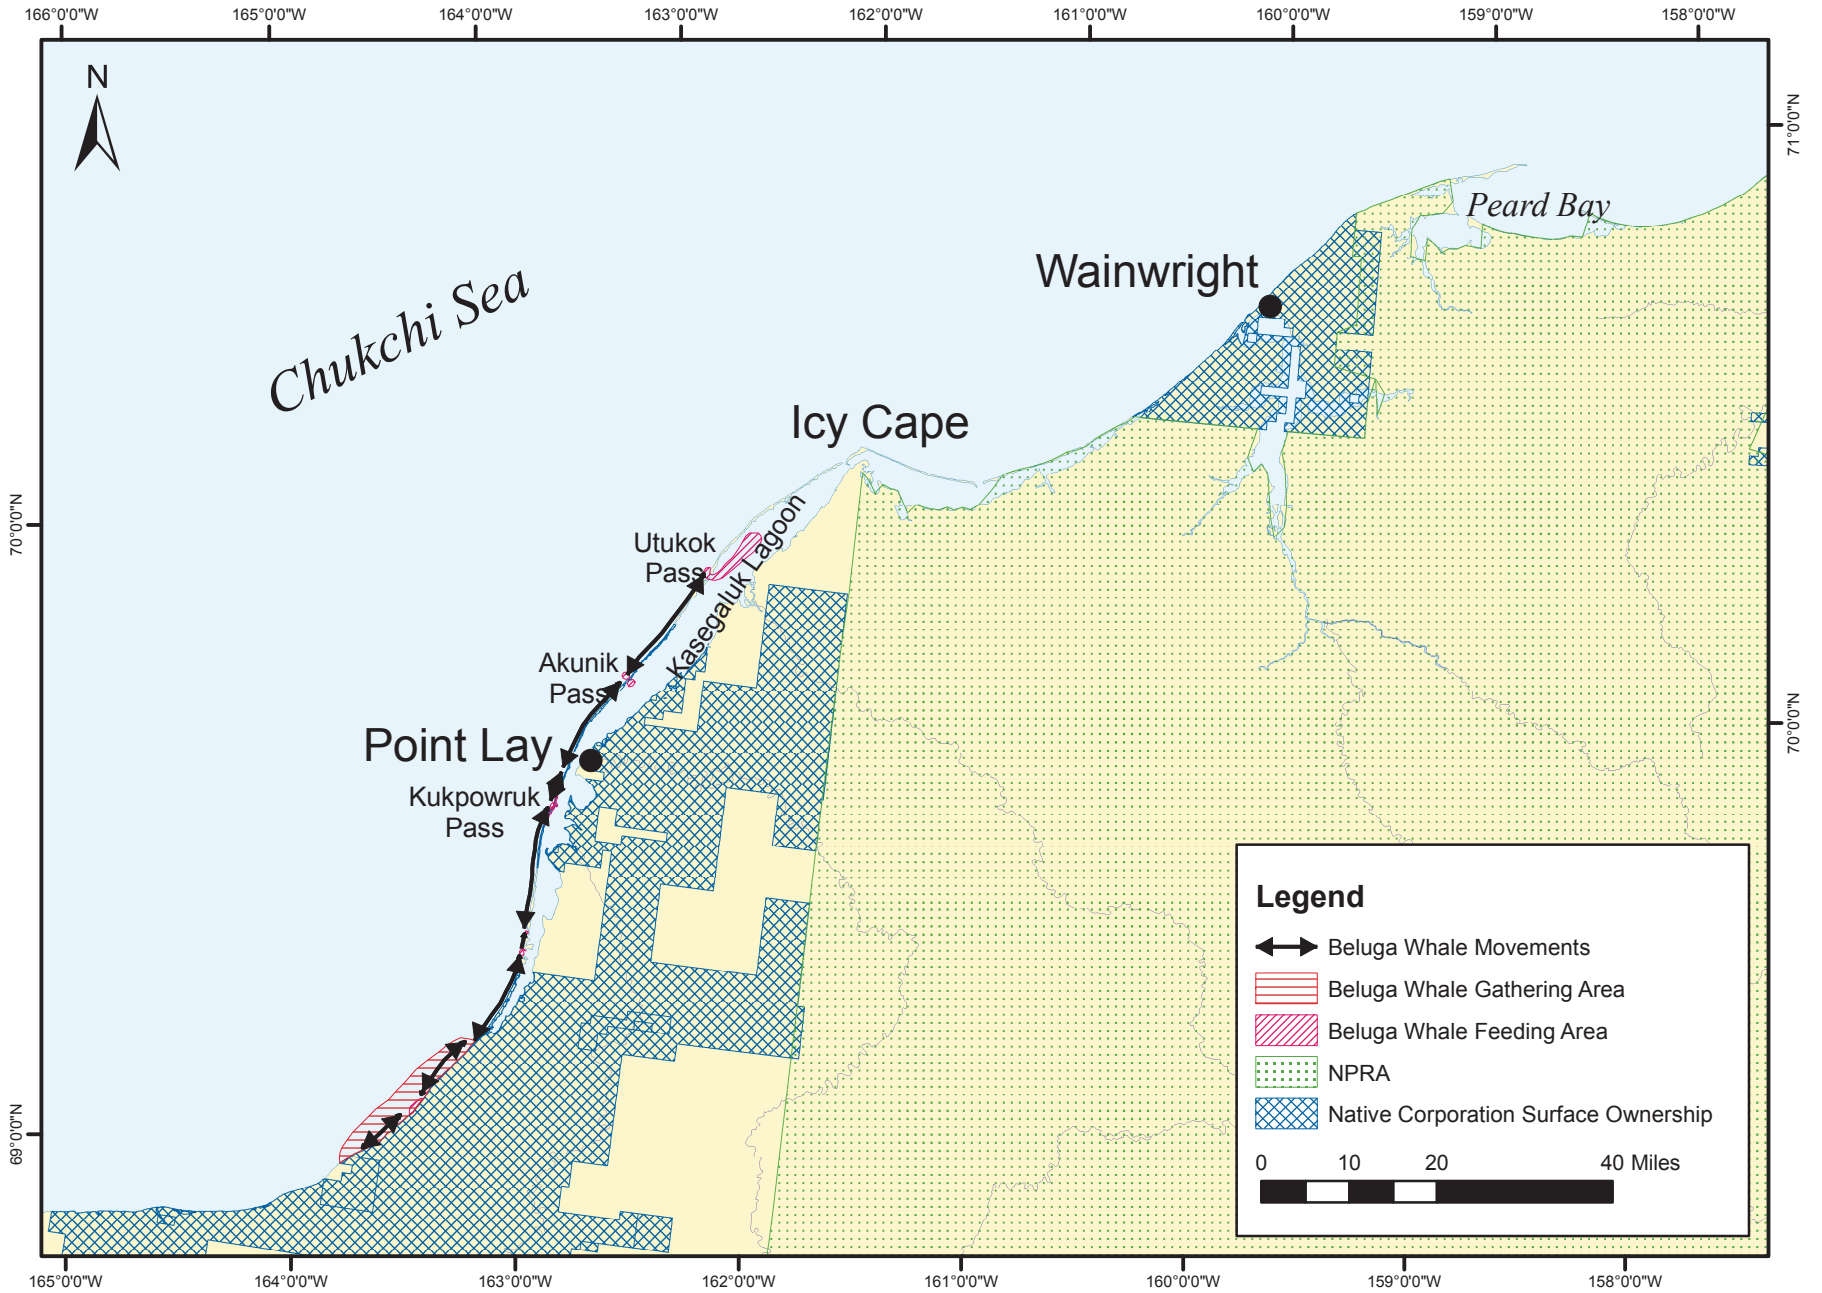 166°0'0"W 165°0'0"W 164°0'0"W 163°0'0"W 162°0'0"W 161°0'0"W 160°0'0"W 159°0'0"W 158°0'0"W
N
71°0'0"N
Peard Bay
Wainwright
Chukchi Sea
Icy Cape
70°0'0"N
Utukok
Pass
Kasegaluk Lagoon
Akunik
Pass
70°0'0"N
Point Lay
Kukpowruk
Pass
Legend
Beluga Whale Movements
Beluga Whale Gathering Area
Beluga Whale Feeding Area
NPRA
Native Corporation Surface Ownership
0 10 20 40 Miles
69°0'0"N
165°0'0"W 164°0'0"W 163°0'0"W 162°0'0"W 161°0'0"W 160°0'0"W 159°0'0"W 158°0'0"W